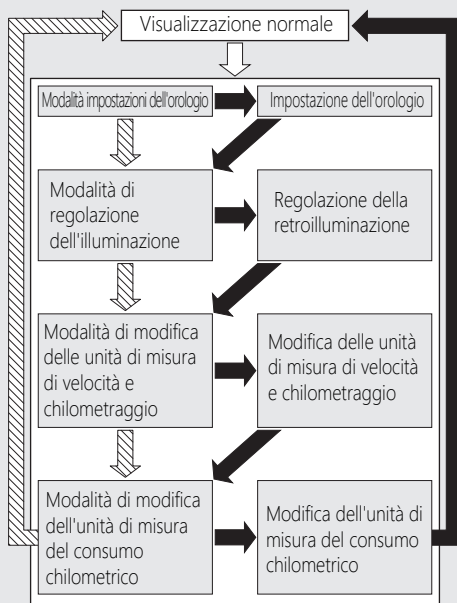 Visualizzazione normale
Modalità impostazioni dell'orologio
Impostazione dell'orologio
Modalità di
regolazione
dell'illuminazione
Regolazione della
retroilluminazione
Modalità di modifica
delle unità di misura
di velocità e
chilometraggio
Modifica delle unità
di misura di velocità
e chilometraggio
Modalità di modifica
dell'unità di misura
del consumo
chilometrico
Modifica dell'unità di
misura del consumo
chilometrico